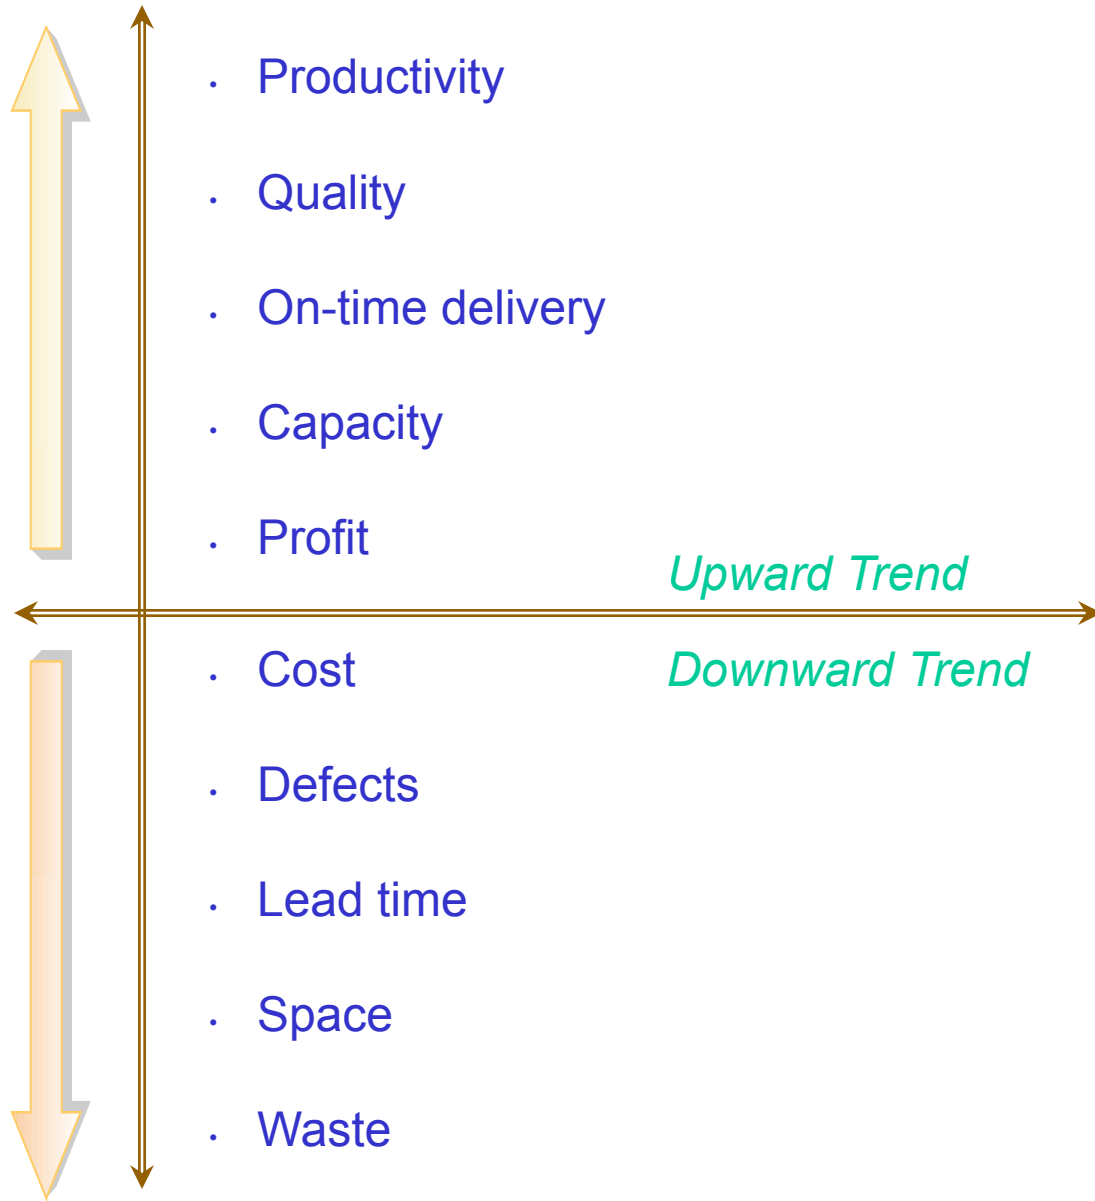 • Productivity
• Quality
• On-time delivery
• Capacity
• Profit
Upward Trend
• Cost
Downward Trend
• Defects
• Lead time
• Space
• Waste